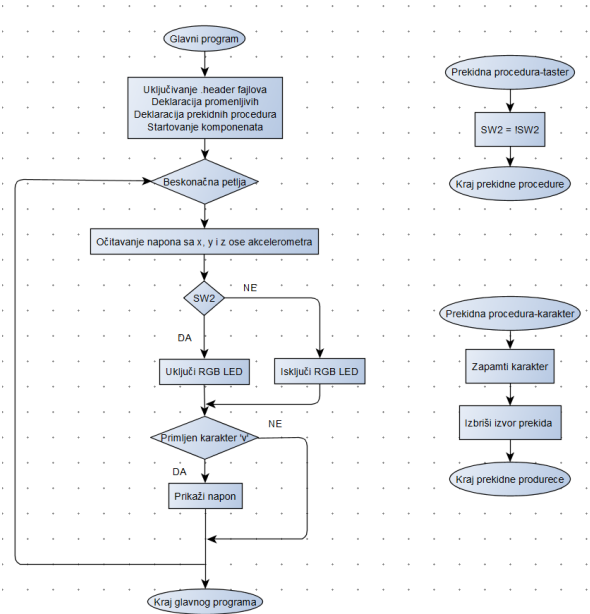 Glavni program
Uključivanje .header fajlova
Deklaracija promenljivih
Deklaracija prekidnih procedura
Startovanje komponenata
Beskonačna petlja
Očitavanje napona sa x, y i z ose akcelerometra
SW2
NE
DA
Uključi RGB LED
Isključi RGB LED
Primljen karakter 'v'
NE
DA
Prikaži napon
Kraj glavnog programa
Prekidna procedura-taster
SW2 = !SW2
Kraj prekidne procedure
Prekidna procedura-karakter
Zapamti karakter
Izbriši izvor prekida
Kraj prekidne produrece